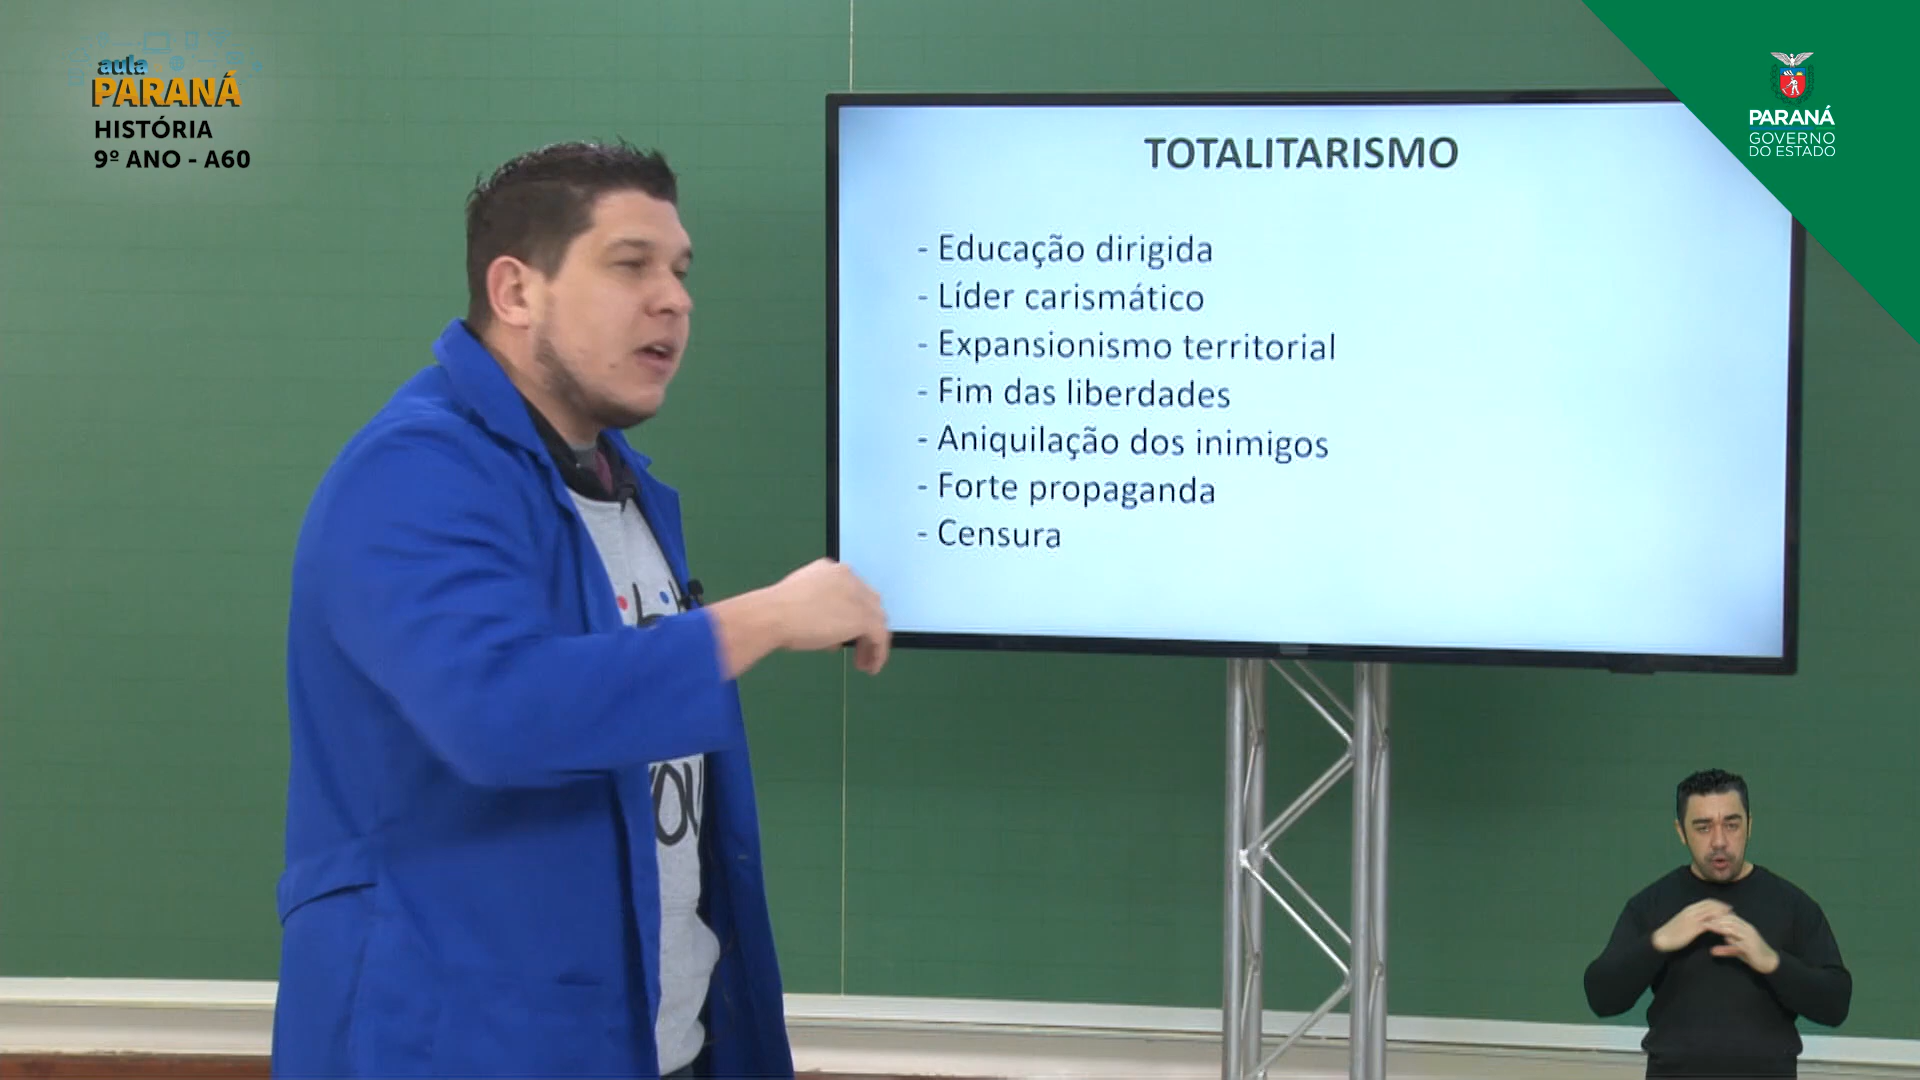 aula
PARANÁ
HISTÓRIA
9º ANO - A60
TOTALITARISMO
- Educação dirigida
- Líder carismático
- Expansionismo territorial
- Fim das liberdades
- Aniquilação dos inimigos
- Forte propaganda
- Censura
PARANÁ
GOVERNO
DO ESTADO
YOU